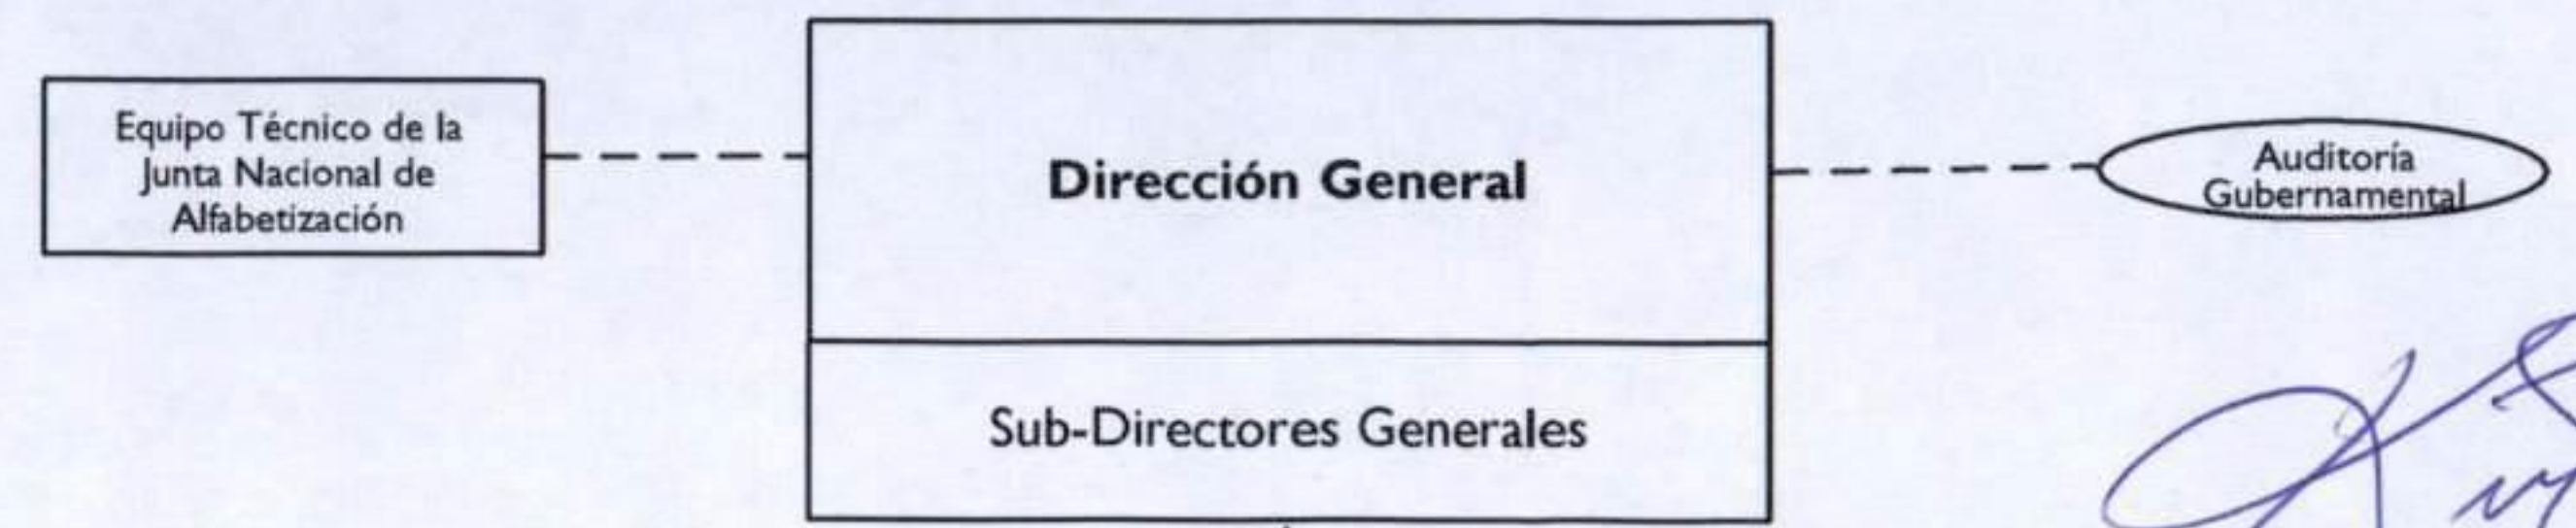 Equipo Técnico de la
Junta Nacional de
Alfabetización
Dirección General
Auditoría
Gubernamental
Sub-Directores Generales